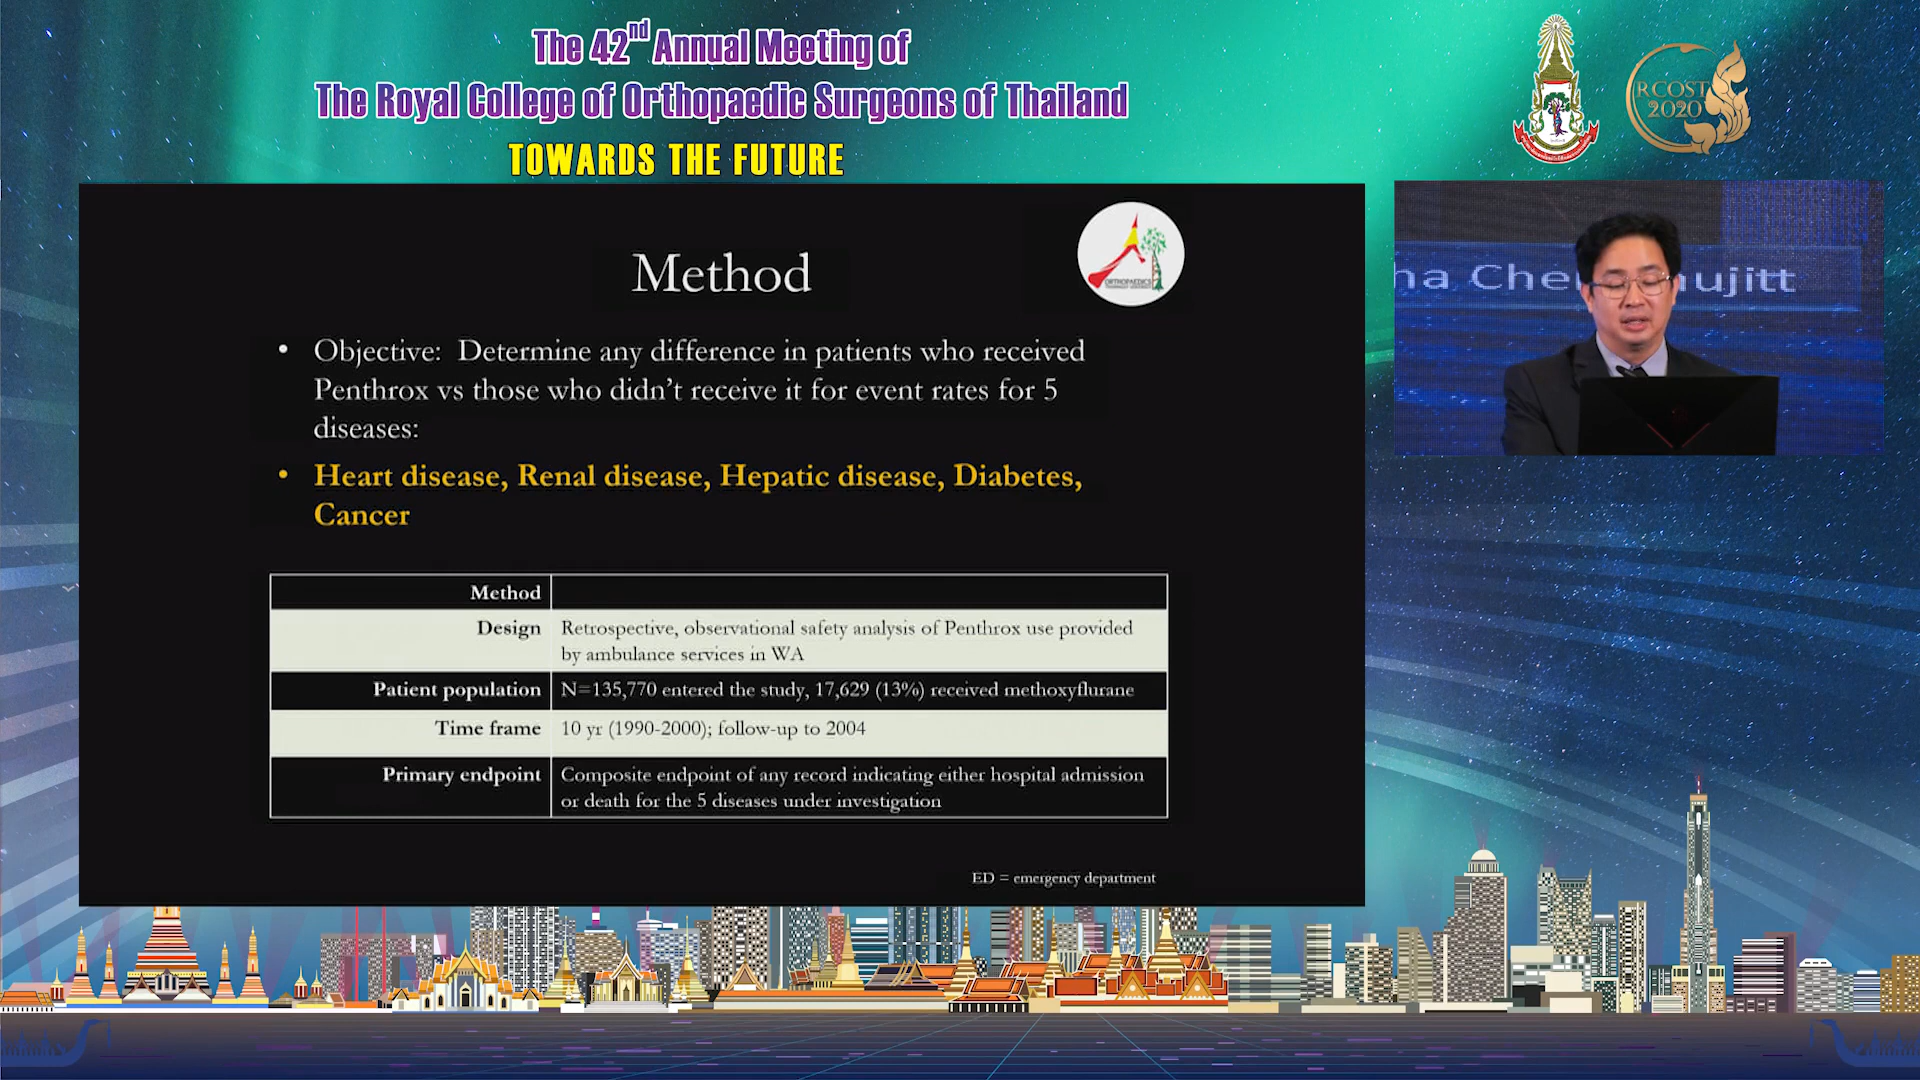 The 42nd Annual Meeting of
The Royal College of Orthopaedic Surgeons of Thailand
TOWARDS THE FUTURE
RCOST
2020
Method
ORTHOPAEDICS
• Objective: Determine any difference in patients who received
Penthrox vs those who didn't receive it for event rates for 5
diseases:
• Heart disease, Renal disease, Hepatic disease, Diabetes,
Cancer
Method
Design
Retrospective, observational safety analysis of Penthrox use provided
by ambulance services in WA
Patient population
N=135,770 entered the study, 17,629 (13%) received methoxyflurane
Time frame
10 yr (1990-2000); follow-up to 2004
Primary endpoint
Composite endpoint of any record indicating either hospital admission
or death for the 5 diseases under investigation
ED = emergency department